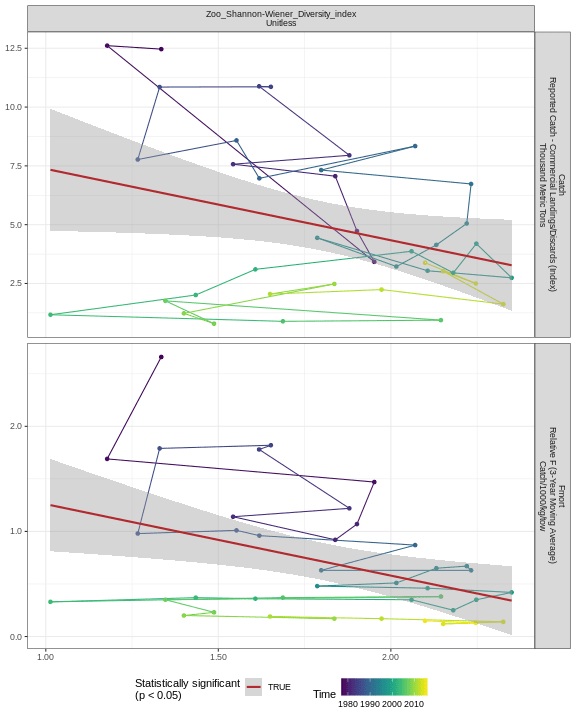 Zoo_Shannon-Wiener_Diversity_index
Unitless
12.5
10.0
7.5
5.0
2.5
Catch
Reported Catch - Commercial Landings/Discards (Index)
Thousand Metric Tons
2.0
1.0
0.0
Fmort
Relative F (3-Year Moving Average)
Catch/1000/kg/tow
1.00
1.50
2.00
Statistically significant
(p < 0.05)
TRUE
Time
1980 1990 2000 2010